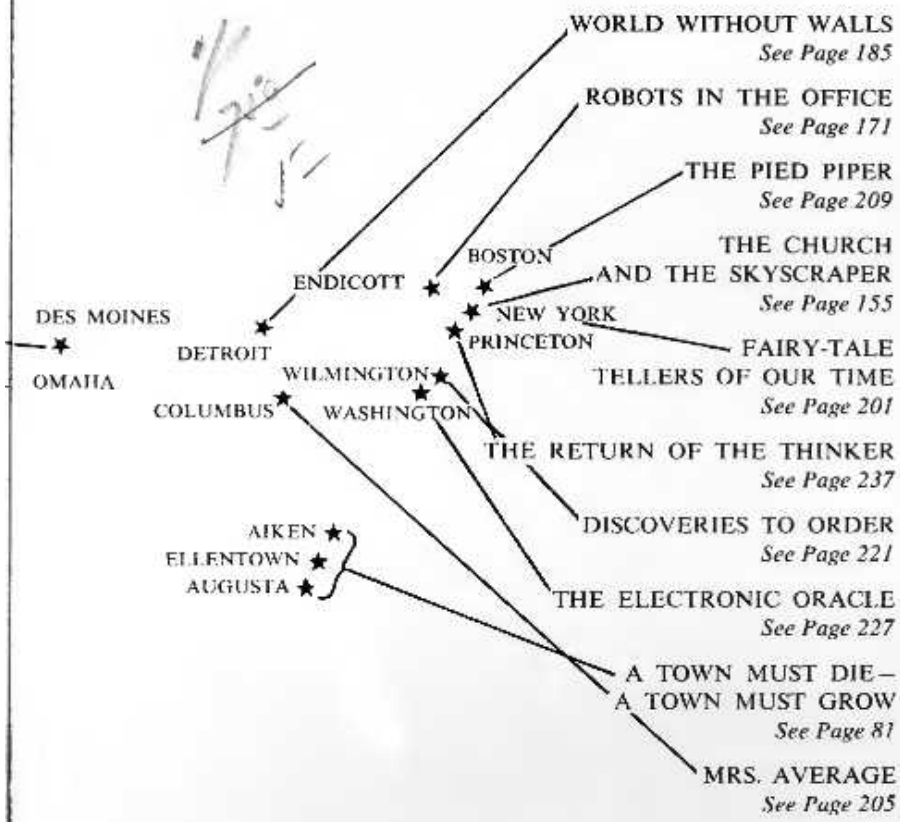 WORLD WITHOUT WALLS
See Page 185
ROBOTS IN THE OFFICE
See Page 171
THE PIED PIPER
See Page 209
THE CHURCH
AND THE SKYSCRAPER
See Page 155
FAIRY-TALE
TELLERS OF OUR TIME
See Page 201
THE RETURN OF THE THINKER
See Page 237
DISCOVERIES TO ORDER
See Page 221
THE ELECTRONIC ORACLE
See Page 227
A TOWN MUST DIE—
A TOWN MUST GROW
See Page 81
MRS. AVERAGE
See Page 205
BOSTON
ENDICOTT
NEW YORK
DES MOINES
PRINCETON
DETROIT
OMAHA
WILMINGTON
COLUMBUS
WASHINGTON
AIKEN
ELLENTOWN
AUGUSTA